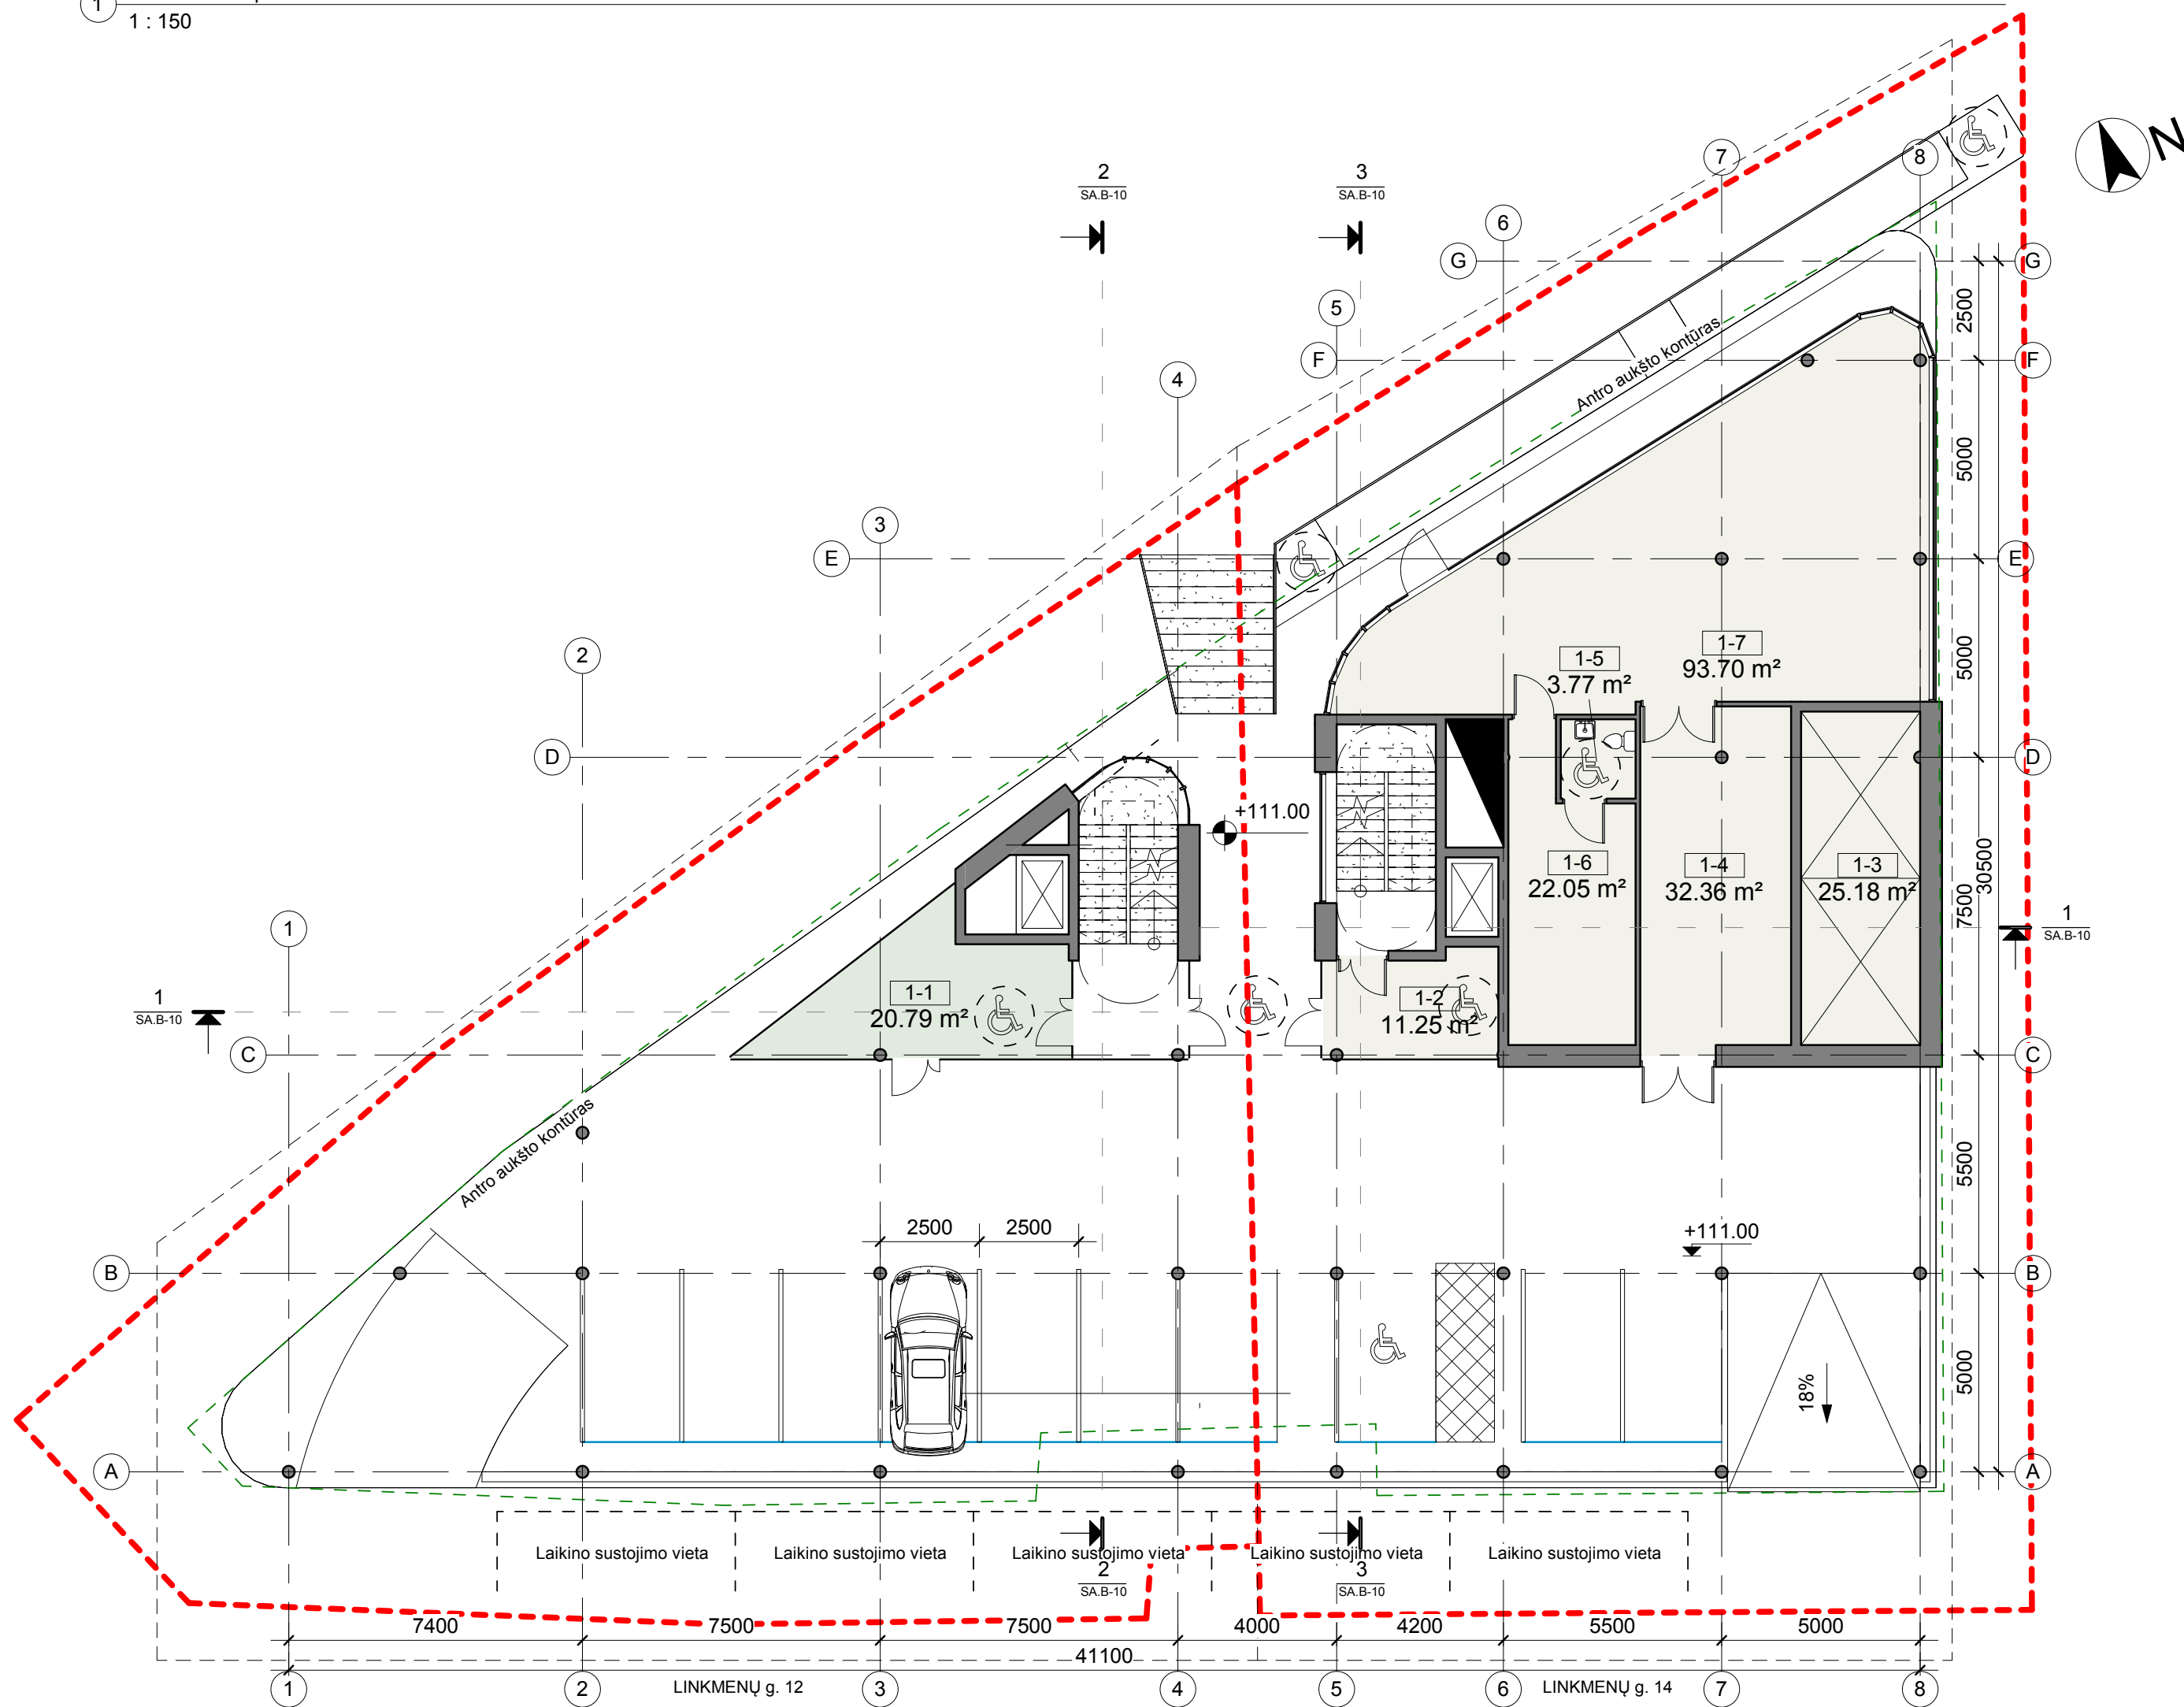 1
1 : 150
N
2
SA.B-10
3
SA.B-10
7
8
6
G
G
5
2500
F
F
Antro aukšto kontūras
4
5000
3
E
E
1-7
93.70 m²
1-5
3.77 m²
5000
2
D
D
+111.00
1-6
22.05 m²
1-4
32.36 m²
1-3
25.18 m²
30500
7500
1
1
SA.B-10
1-1
20.79 m²
1-2
11.25 m²
1
SA.B-10
C
C
Antro aukšto kontūras
5500
2500
2500
+111.00
B
B
18%
5000
A
A
Laikino sustojimo vieta
Laikino sustojimo vieta
Laikino sustojimo vieta
Laikino sustojimo vieta
Laikino sustojimo vieta
2
SA.B-10
3
SA.B-10
7400
7500
7500
4000
4200
5500
5000
41100
1
2
LINKMENŲ g. 12
3
4
5
6
LINKMENŲ g. 14
7
8